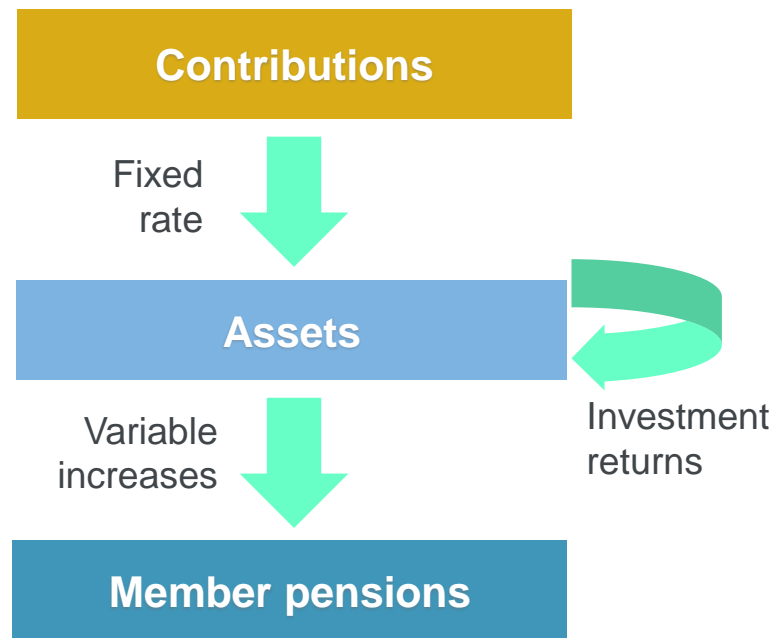 Contributions
Fixed
rate
Assets
Variable
increases
Investment
returns
Member pensions